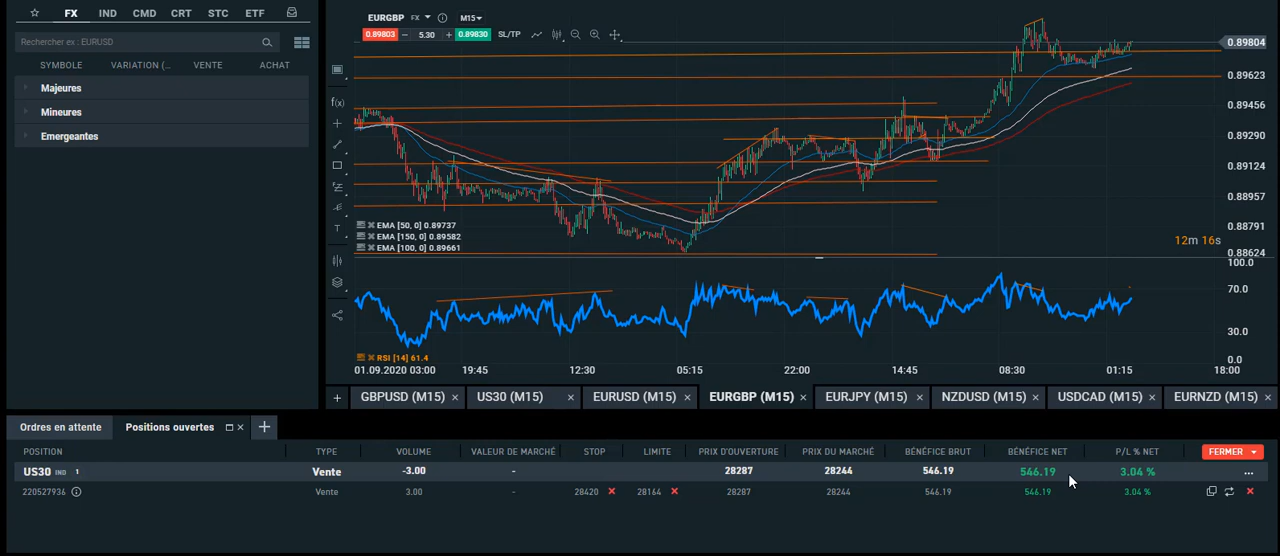 FX IND CMD CRT STC ETF
Rechercher ex : EURUSD
SYMBOLE VARIATION (... VENTE ACHAT
Majeures
Mineures
Emergeantes
EURGBP FX M15
0.89803 — 5.30 + 0.89830 SL/TP
f(x)
T
EMA [50, 0] 0.89737
EMA [150, 0] 0.89582
EMA [100, 0] 0.89661
0.89804
0.89623
0.89456
0.89290
0.89124
0.88957
0.88791
12m 16s
0.88624
100.0
70.0
30.0
0.0
RSI [14] 61.4
01.09.2020 03:00 19:45 12:30 05:15 22:00 14:45 08:30 01:15 18:00
+ GBPUSD (M15) × US30 (M15) × EURUSD (M15) × EURGBP (M15) × EURJPY (M15) × NZDUSD (M15) × USDCAD (M15) × EURNZD (M15) ×
Ordres en attente Positions ouvertes × +
POSITION TYPE VOLUME VALEUR DE MARCHÉ STOP LIMITE PRIX D'OUVERTURE PRIX DU MARCHÉ BÉNÉFICE BRUT BÉNÉFICE NET P/L % NET FERMER
US30 IND 1 Vente -3.00 - 28287 28244 546.19 546.19 3.04 % ...
220527936 Vente 3.00 - 28420 × 28164 × 28287 28244 546.19 546.19 3.04 % ×